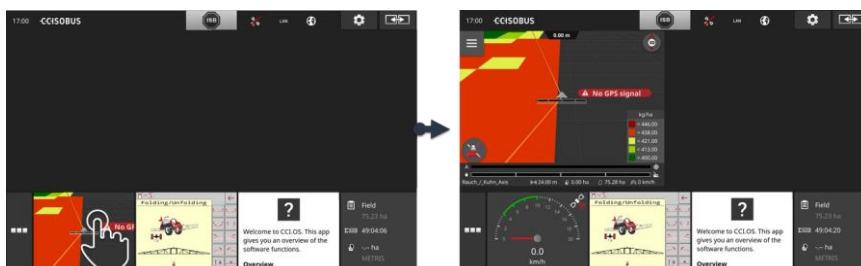 17:00 CCISOBUS ISB LAN
No G
Folding/Unfolding
?
Welcome to CCI.OS. This app
gives you an overview of the
software functions.
Overview
Field
75.23 ha
49:04:06
-.-- ha
METRIS
17:00 CCISOBUS ISB LAN
0.00 m
No GPS signal
kg/ha
< 446.00
< 438.00
< 421.00
< 413.00
< 400.00
Rauch_/_Kuhn_Axis 24.00 m 0.00 ha 75.28 ha 0 km/h
0.0
km/h
Folding/Unfolding
?
Welcome to CCI.OS. This app
gives you an overview of the
software functions.
Overview
Field
75.23 ha
49:04:20
-.-- ha
METRIS